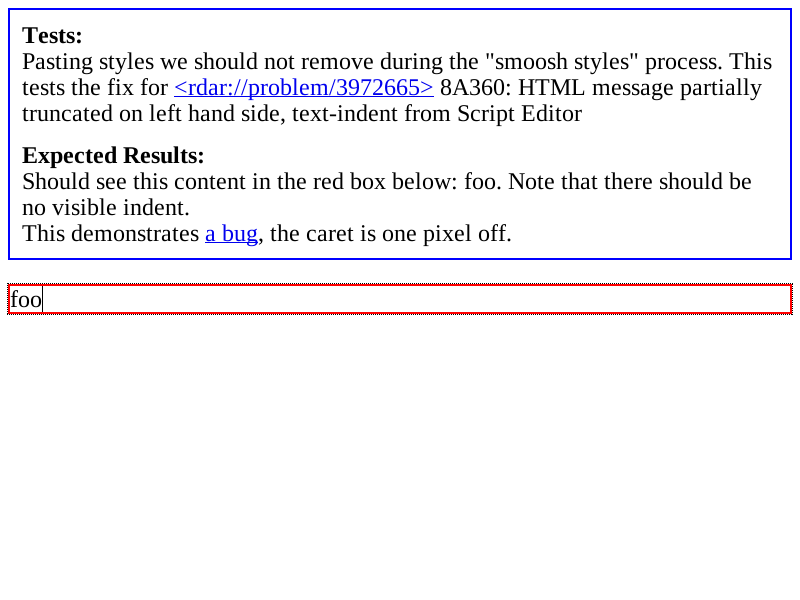 Tests:
Pasting styles we should not remove during the "smoosh styles" process. This
tests the fix for <rdar://problem/3972665> 8A360: HTML message partially
truncated on left hand side, text-indent from Script Editor
Expected Results:
Should see this content in the red box below: foo. Note that there should be
no visible indent.
This demonstrates a bug, the caret is one pixel off.
foo